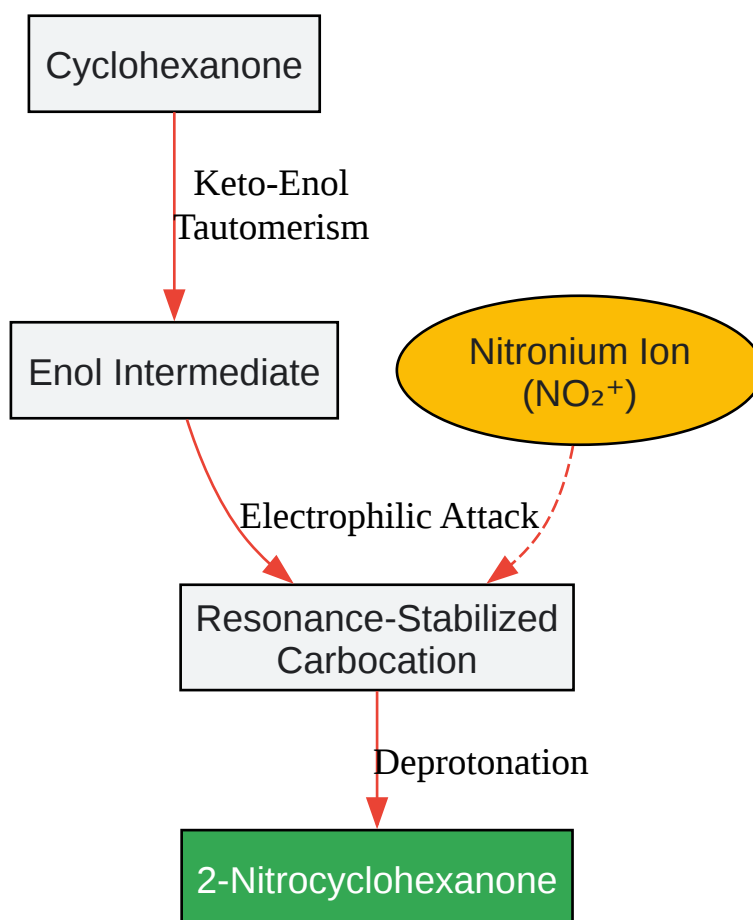 Cyclohexanone
Keto-Enol
Tautomerism
Enol Intermediate
Nitronium Ion
(NO₂⁺)
Electrophilic Attack
Resonance-Stabilized
Carbocation
Deprotonation
2-Nitrocyclohexanone